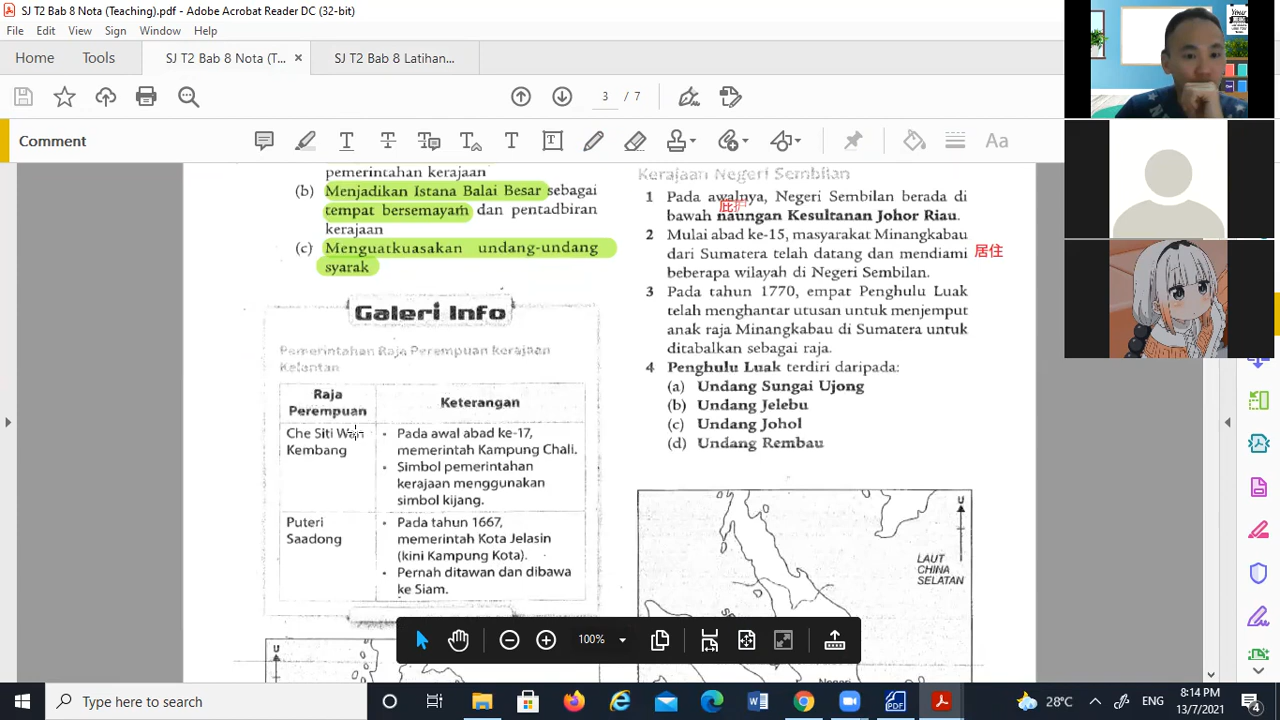 SJ T2 Bab 8 Nota (Teaching).pdf - Adobe Acrobat Reader DC (32-bit)
File Edit View Sign Window Help
Home Tools SJ T2 Bab 8 Nota (T... × SJ T2 Bab 8 Latihan...
3 / 7
Comment
Aa
pemerintahan kerajaan
(b) Menjadikan Istana Balai Besar sebagai
tempat bersemayam dan pentadbiran
kerajaan
(c) Menguatkuasakan undang-undang
syarak
Galeri Info
Pemerintahan Raja Perempuan Kerajaan
Kelantan
Raja
Perempuan
Keterangan
Che Siti Wan
Kembang
• Pada awal abad ke-17,
memerintah Kampung Chali.
• Simbol pemerintahan
kerajaan menggunakan
simbol kijang.
Puteri
Saadong
• Pada tahun 1667,
memerintah Kota Jelasin
(kini Kampung Kota).
• Pernah ditawan dan dibawa
ke Siam.
U
Kerajaan Negeri Sembilan
1 Pada awalnya, Negeri Sembilan berada di
庇护
bawah naungan Kesultanan Johor Riau.
2 Mulai abad ke-15, masyarakat Minangkabau
dari Sumatera telah datang dan mendiami 居住
beberapa wilayah di Negeri Sembilan.
3 Pada tahun 1770, empat Penghulu Luak
telah menghantar utusan untuk menjemput
anak raja Minangkabau di Sumatera untuk
ditabalkan sebagai raja.
4 Penghulu Luak terdiri daripada:
(a) Undang Sungai Ujong
(b) Undang Jelebu
(c) Undang Johol
(d) Undang Rembau
U
LAUT
CHINA
SELATAN
Negeri
100%
Type here to search
28°C
ENG
8:14 PM
13/7/2021
4